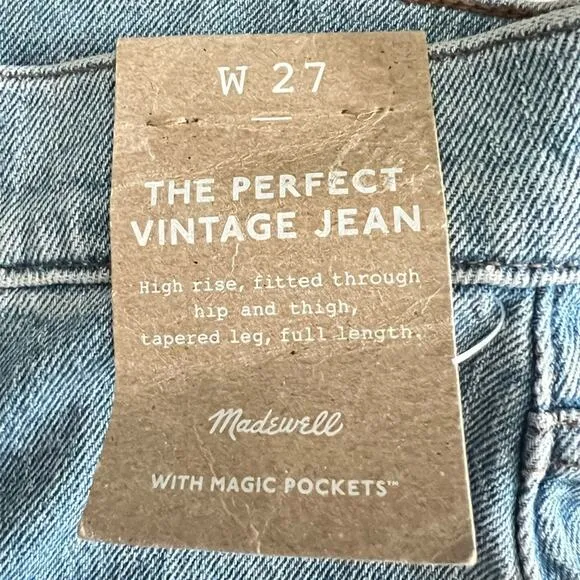 W 27
THE PERFECT
VINTAGE JEAN
High rise, fitted through
hip and thigh,
tapered leg, full length.
Madewell
WITH MAGIC POCKETS™